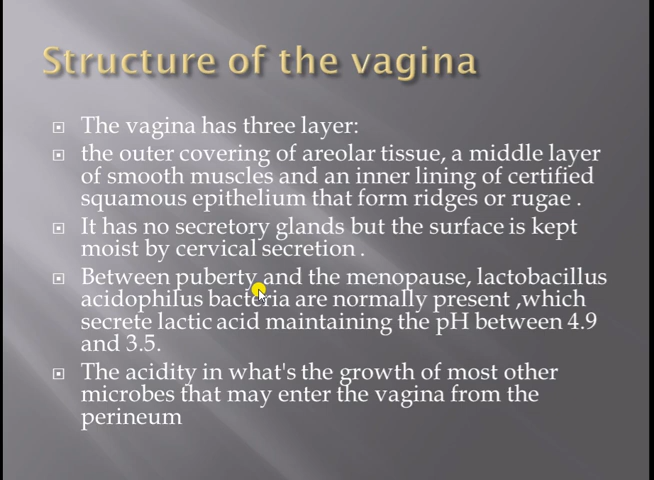 Structure of the vagina
The vagina has three layer:
the outer covering of areolar tissue, a middle layer
of smooth muscles and an inner lining of certified
squamous epithelium that form ridges or rugae .
It has no secretory glands but the surface is kept
moist by cervical secretion .
Between puberty and the menopause, lactobacillus
acidophilus bacteria are normally present ,which
secrete lactic acid maintaining the pH between 4.9
and 3.5.
The acidity in what's the growth of most other
microbes that may enter the vagina from the
perineum